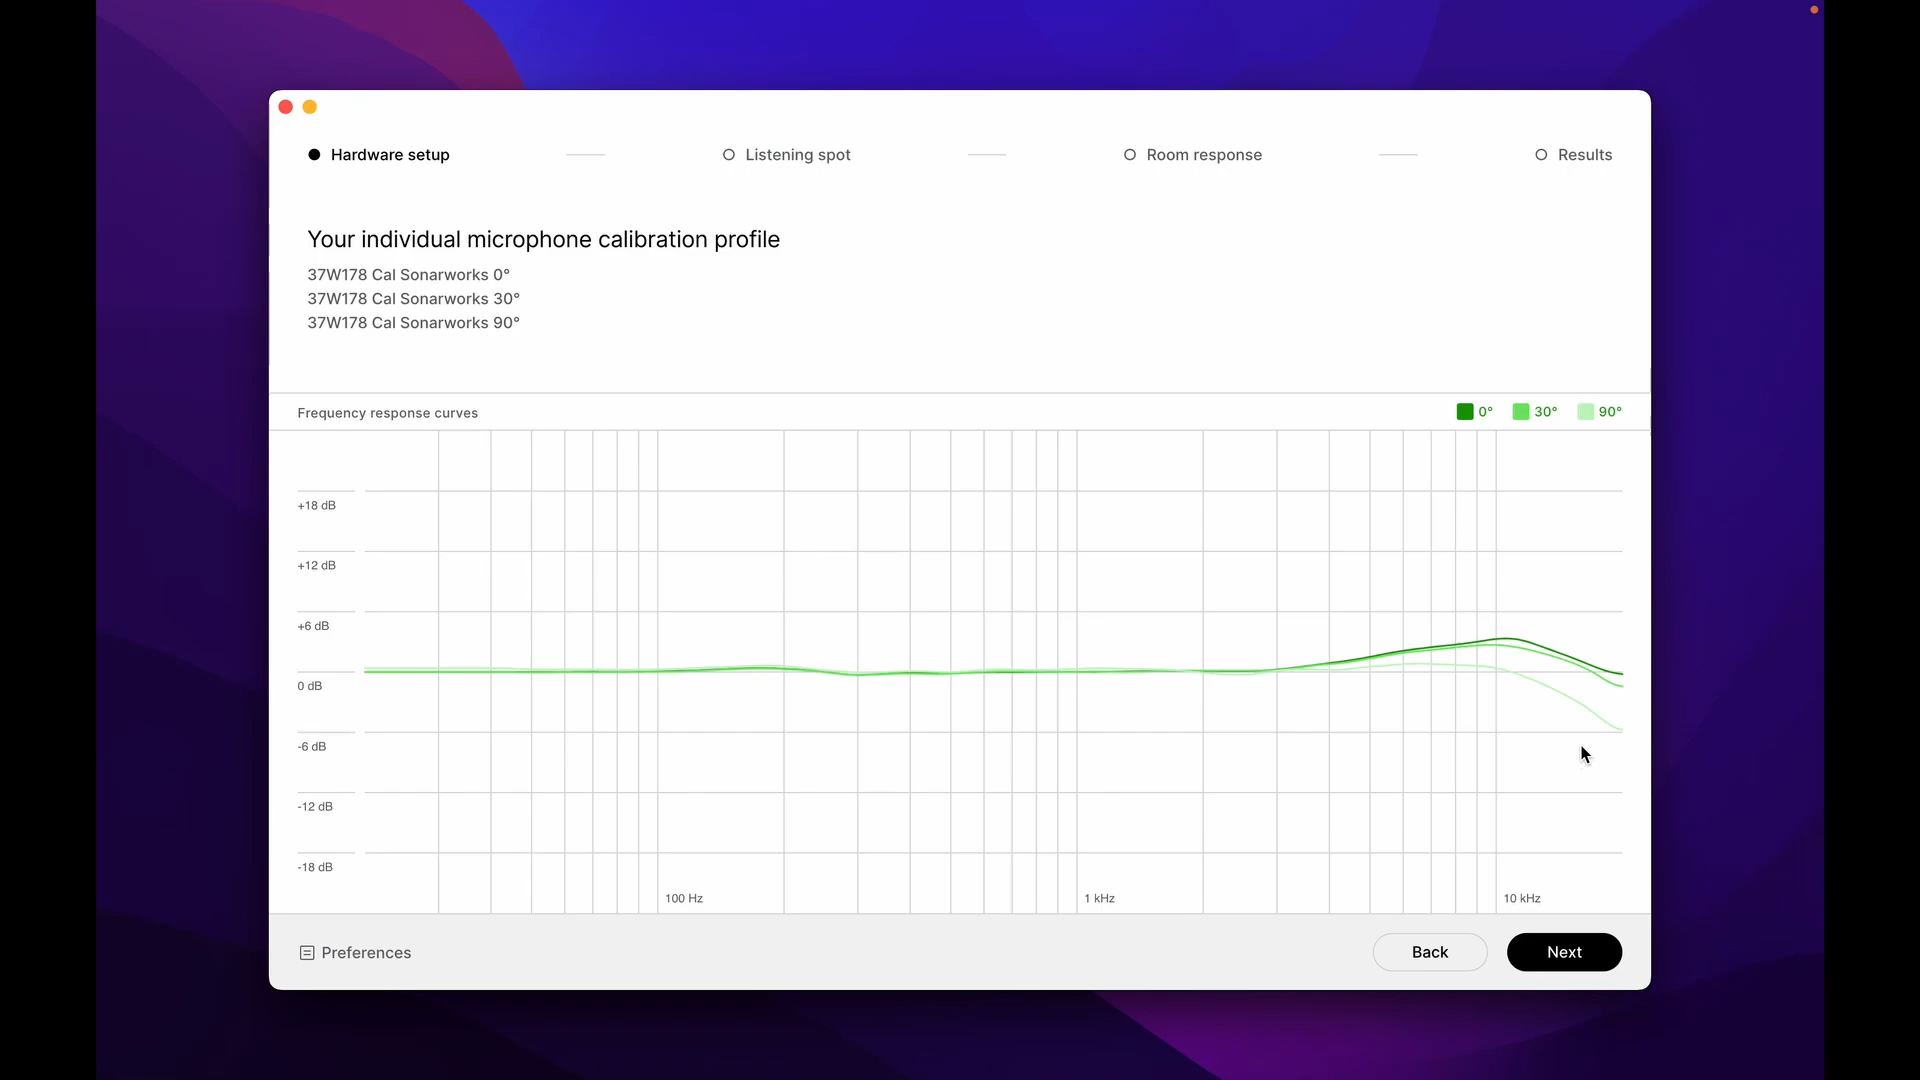 Hardware setup
Listening spot
Room response
Results
Your individual microphone calibration profile
37W178 Cal Sonarworks 0°
37W178 Cal Sonarworks 30°
37W178 Cal Sonarworks 90°
Frequency response curves
0°
30°
90°
+18 dB
+12 dB
+6 dB
0 dB
-6 dB
-12 dB
-18 dB
100 Hz
1 kHz
10 kHz
Preferences
Back
Next